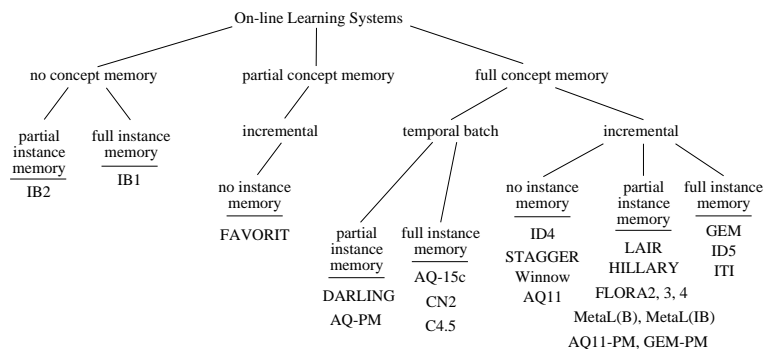 On-line Learning Systems
no concept memory
partial concept memory
full concept memory
partial
instance
memory
IB2
full instance
memory
IB1
incremental
no instance
memory
FAVORIT
temporal batch
partial
instance
memory
DARLING
AQ-PM
full instance
memory
AQ-15c
CN2
C4.5
incremental
no instance
memory
ID4
STAGGER
Winnow
AQ11
partial
instance
memory
LAIR
HILLARY
FLORA2, 3, 4
MetaL(B), MetaL(IB)
AQ11-PM, GEM-PM
full instance
memory
GEM
ID5
ITI